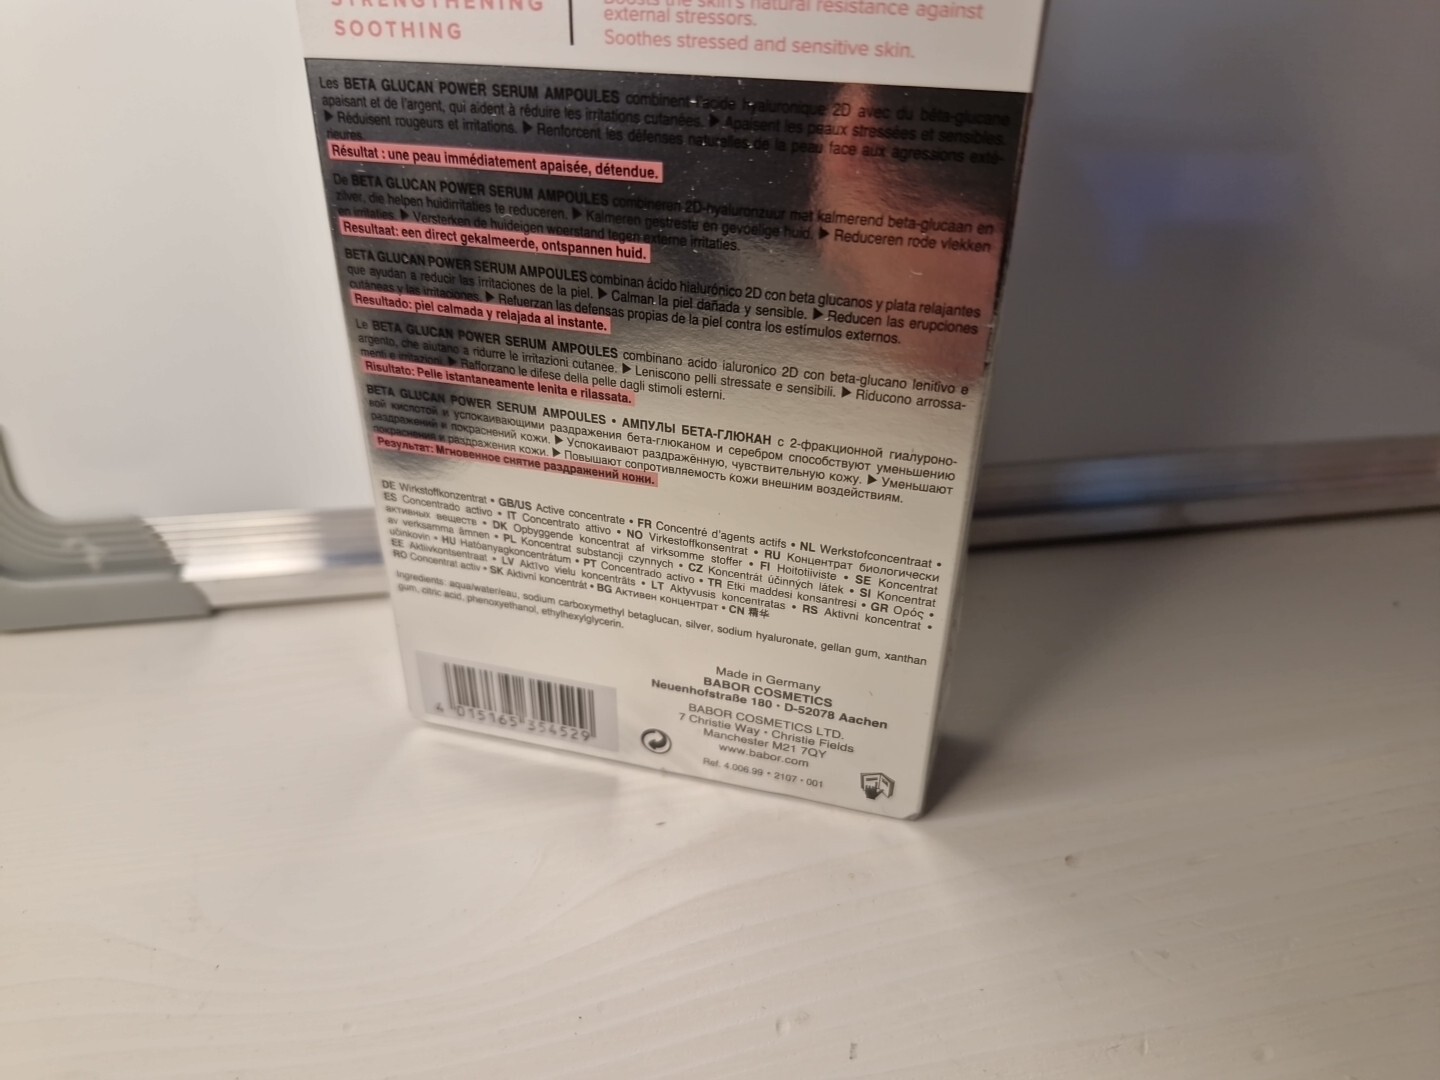 STRENGTHENING
SOOTHING
Boosts the skin's natural resistance against
external stressors.
Soothes stressed and sensitive skin.
Les BETA GLUCAN POWER SERUM AMPOULES combinent l'acide hyaluronique 2D avec du bêta-glucane
apaisant et de l'argent, qui aident à réduire les irritations cutanées. ▶ Apaisent les peaux stressées et sensibles.
▶ Réduisent rougeurs et irritations. ▶ Renforcent les défenses naturelles de la peau face aux agressions exté-
rieures.
Résultat : une peau immédiatement apaisée, détendue.
De BETA GLUCAN POWER SERUM AMPOULES combineren 2D-hyaluronzuur met kalmerend beta-glucaan en
zilver, die helpen huidirritaties te reduceren. ▶ Kalmeren gestreste en gevoelige huid. ▶ Reduceren rode vlekken
en irritaties. ▶ Versterken de huideigen weerstand tegen externe irritaties.
Resultaat: een direct gekalmeerde, ontspannen huid.
BETA GLUCAN POWER SERUM AMPOULES combinan ácido hialurónico 2D con beta glucanos y plata relajantes
que ayudan a reducir las irritaciones de la piel. ▶ Calman la piel dañada y sensible. ▶ Reducen las erupciones
cutáneas y las irritaciones. ▶ Refuerzan las defensas propias de la piel contra los estímulos externos.
Resultado: piel calmada y relajada al instante.
Le BETA GLUCAN POWER SERUM AMPOULES combinano acido ialuronico 2D con beta-glucano lenitivo e
argento, che aiutano a ridurre le irritazioni cutanee. ▶ Leniscono pelli stressate e sensibili. ▶ Riducono arrossa-
menti e irritazioni. ▶ Rafforzano le difese della pelle dagli stimoli esterni.
Risultato: Pelle istantaneamente lenita e rilassata.
BETA GLUCAN POWER SERUM AMPOULES • АМПУЛЫ БЕТА-ГЛЮКАН с 2-фракционной гиалуроно-
вой кислотой и успокаивающими раздражения бета-глюканом и серебром способствуют уменьшению
раздражений и покраснений кожи. ▶ Успокаивают раздражённую, чувствительную кожу. ▶ Уменьшают
покраснения и раздражения кожи. ▶ Повышают сопротивляемость кожи внешним воздействиям.
Результат: Мгновенное снятие раздражений кожи.
DE Wirkstoffkonzentrat • GB/US Active concentrate • FR Concentré d'agents actifs • NL Werkstofconcentraat •
ES Concentrado activo • IT Concentrato attivo • NO Virkestoffkonsentrat • RU Концентрат биологически
активных веществ • DK Opbyggende koncentrat af virksomme stoffer • FI Hoitotiiviste • SE Koncentrat
av verksamma ämnen • PL Koncentrat substancji czynnych • CZ Koncentrát účinných látek • SI Koncentrat
učinkovin • HU Hatóanyagkoncentrátum • PT Concentrado activo • TR Etki maddesi konsantresi • GR Ορός •
EE Aktiivkontsentraat • LV Aktīvo vielu koncentrāts • LT Aktyvusis koncentratas • RS Aktivni koncentrat •
RO Concentrat activ • SK Aktívni koncentrát • BG Активен концентрат • CN 精华
Ingredients: aqua/water/eau, sodium carboxymethyl betaglucan, silver, sodium hyaluronate, gellan gum, xanthan
gum, citric acid, phenoxyethanol, ethylhexylglycerin.
4 015165 354529
Made in Germany
BABOR COSMETICS
Neuenhofstraße 180 • D-52078 Aachen
BABOR COSMETICS LTD.
7 Christie Way • Christie Fields
Manchester M21 7QY
www.babor.com
Ref. 4.006.99 • 2107 • 001